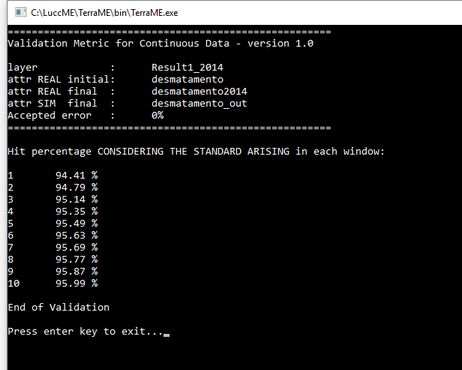 C:\LuccME\TerraME\bin\TerraME.exe
======================================================
Validation Metric for Continuous Data - version 1.0
layer : Result1_2014
attr REAL initial: desmatamento
attr REAL final : desmatamento2014
attr SIM final : desmatamento_out
Accepted error : 0%
======================================================
Hit percentage CONSIDERING THE STANDARD ARISING in each window:
1 94.41 %
2 94.79 %
3 95.14 %
4 95.35 %
5 95.49 %
6 95.63 %
7 95.69 %
8 95.77 %
9 95.87 %
10 95.99 %
End of Validation
Press enter key to exit..._